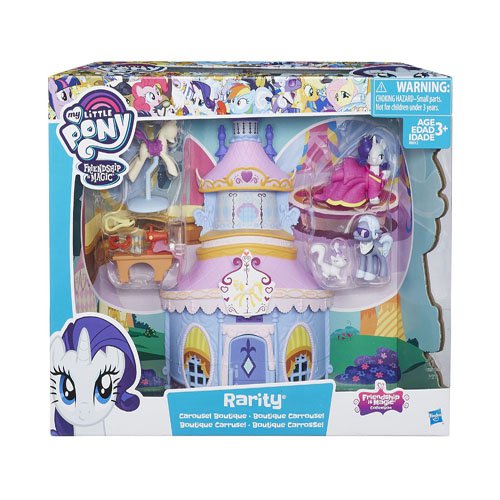 WARNING:
CHOKING HAZARD–Small parts.
Not for children under 3 years.
my LITTLE PONY
FRIENDSHIP IS MAGIC
AGE
EDAD 3+
IDADE
Rarity®
Carousel Boutique • Boutique Carrousel
Boutique Carrusel • Boutique Carrossel
Friendship is Magic
Collection
Hasbro